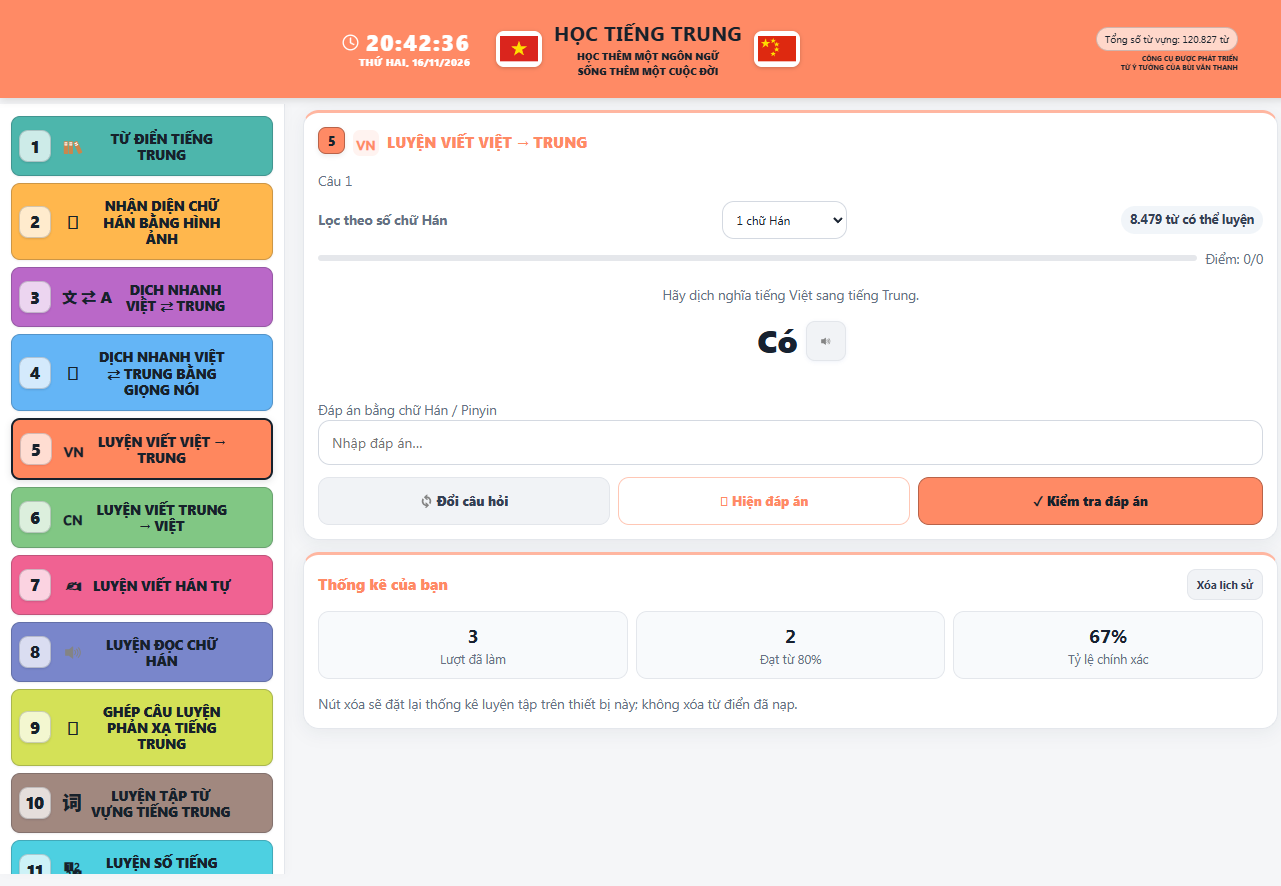 20:42:36
THỨ HAI, 16/11/2026
HỌC TIẾNG TRUNG
HỌC THÊM MỘT NGÔN NGỮ
SỐNG THÊM MỘT CUỘC ĐỜI
Tổng số từ vựng: 120.827 từ
CÔNG CỤ ĐƯỢC PHÁT TRIỂN
TỪ Ý TƯỞNG CỦA BÙI VĂN THANH
1
TỪ ĐIỂN TIẾNG
TRUNG
2
NHẬN DIỆN CHỮ
HÁN BẰNG HÌNH
ẢNH
3
文 ⇄ A
DỊCH NHANH
VIỆT ⇄ TRUNG
4
DỊCH NHANH VIỆT
⇄ TRUNG BẰNG
GIỌNG NÓI
5
VN
LUYỆN VIẾT VIỆT →
TRUNG
6
CN
LUYỆN VIẾT TRUNG
→ VIỆT
7
LUYỆN VIẾT HÁN TỰ
8
LUYỆN ĐỌC CHỮ
HÁN
9
GHÉP CÂU LUYỆN
PHẢN XẠ TIẾNG
TRUNG
10
词
LUYỆN TẬP TỪ
VỰNG TIẾNG TRUNG
11
LUYỆN SỐ TIẾNG
5
VN
LUYỆN VIẾT VIỆT → TRUNG
Câu 1
Lọc theo số chữ Hán
1 chữ Hán
8.479 từ có thể luyện
Điểm: 0/0
Hãy dịch nghĩa tiếng Việt sang tiếng Trung.
Có
Đáp án bằng chữ Hán / Pinyin
Nhập đáp án...
Đổi câu hỏi
Hiện đáp án
✓ Kiểm tra đáp án
Thống kê của bạn
Xóa lịch sử
3
Lượt đã làm
2
Đạt từ 80%
67%
Tỷ lệ chính xác
Nút xóa sẽ đặt lại thống kê luyện tập trên thiết bị này; không xóa từ điển đã nạp.